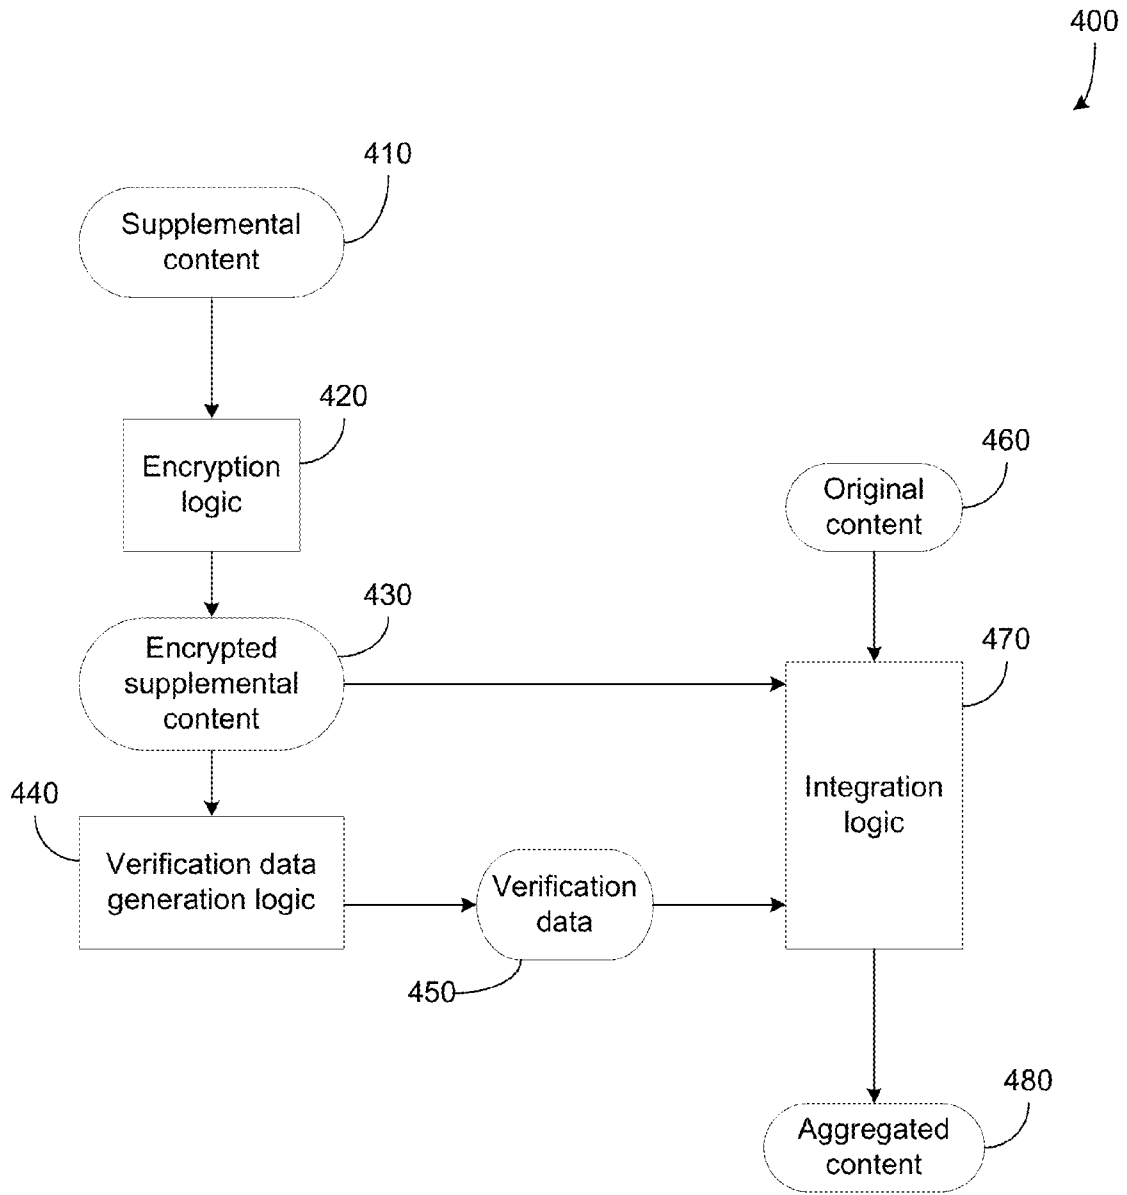 400
410
Supplemental
content
420
Encryption
logic
460
Original
content
430
Encrypted
supplemental
content
470
Integration
logic
440
Verification data
generation logic
Verification
data
450
480
Aggregated
content